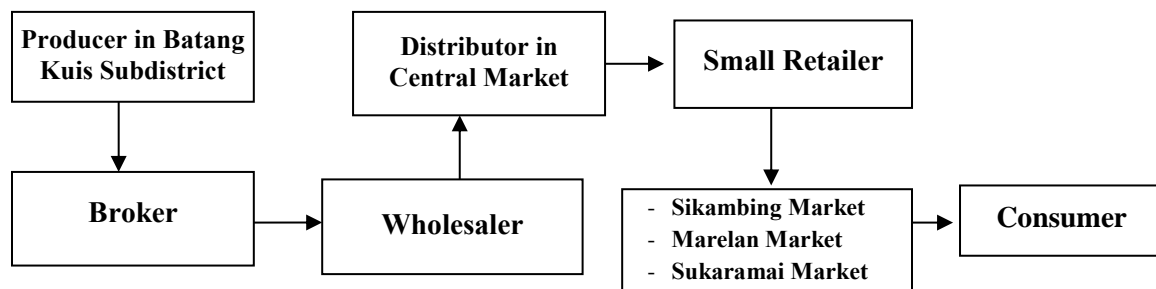 Producer in Batang
Kuis Subdistrict
Broker
Wholesaler
Distributor in
Central Market
Small Retailer
- Sikambing Market
- Marelan Market
- Sukaramai Market
Consumer